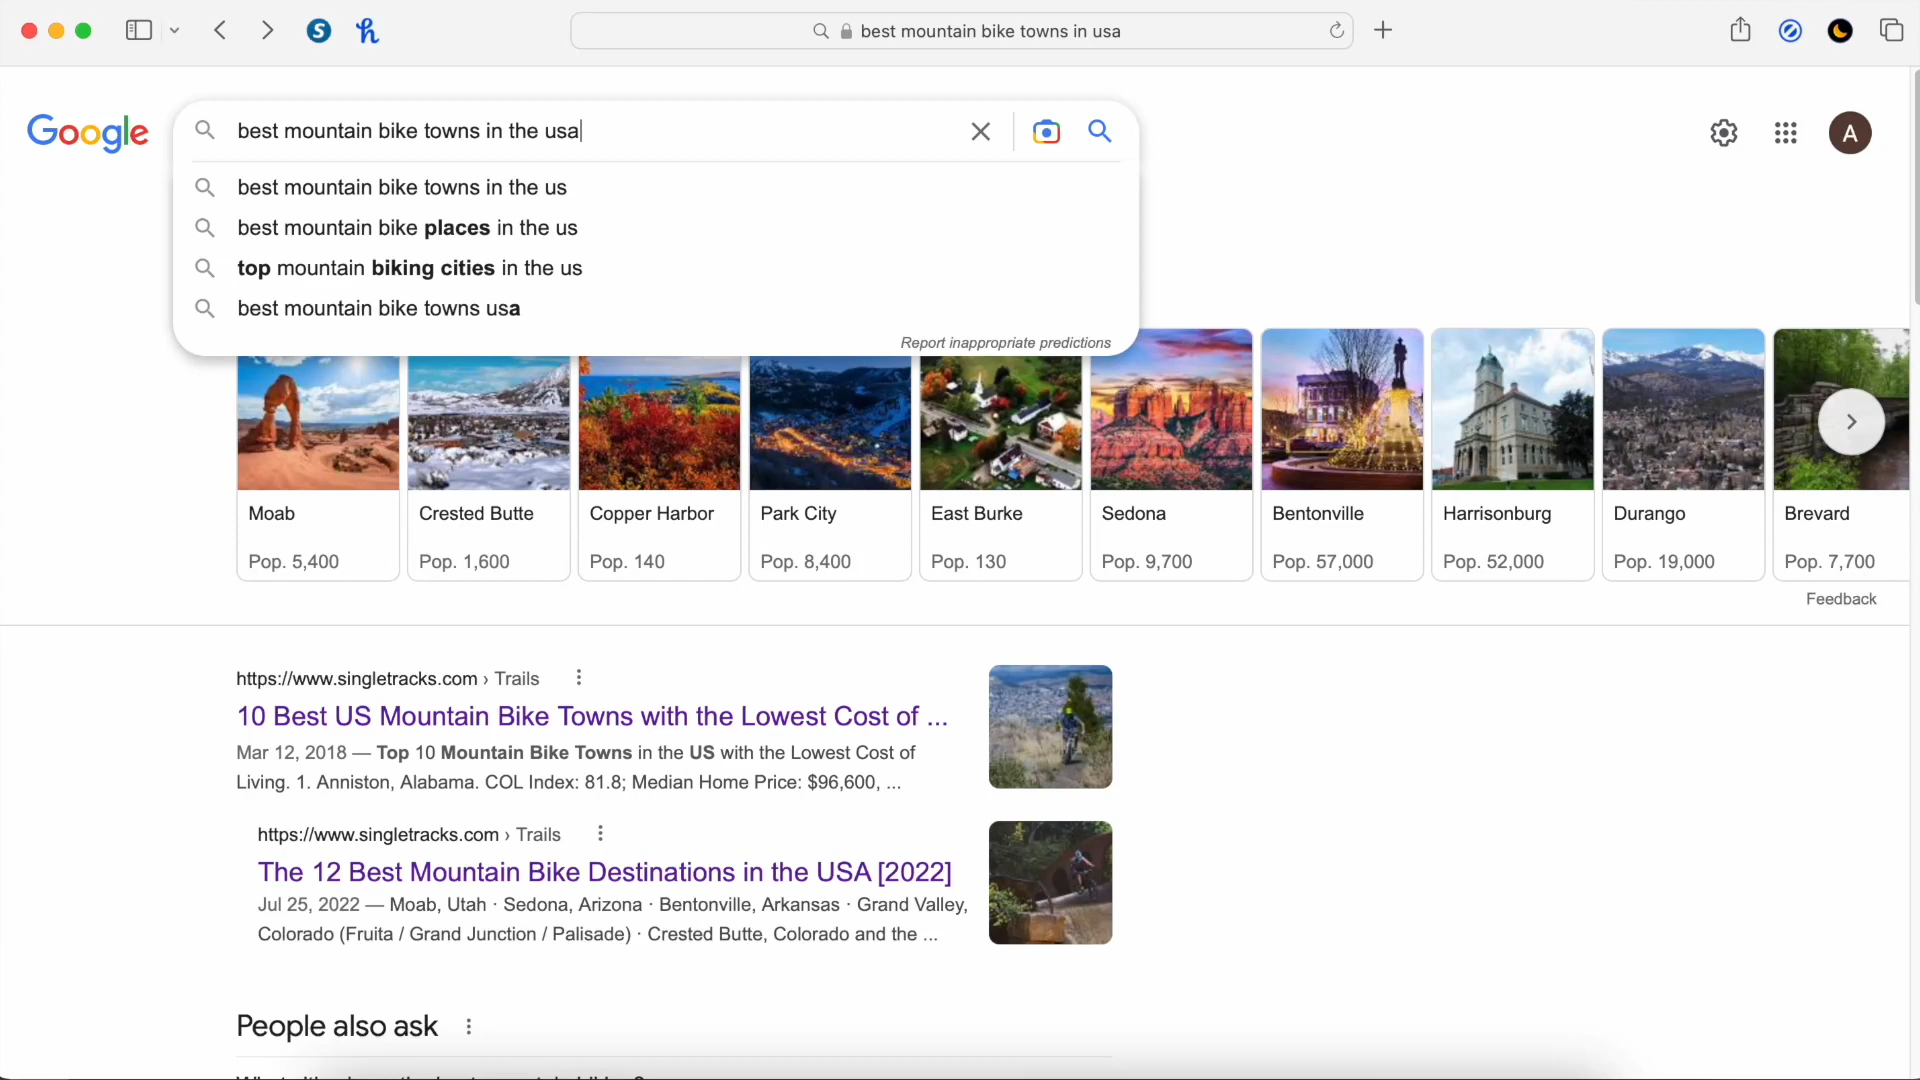 best mountain bike towns in usa
Google
best mountain bike towns in the usa
A
best mountain bike towns in the us
best mountain bike places in the us
top mountain biking cities in the us
best mountain bike towns usa
Report inappropriate predictions
Moab
Crested Butte
Copper Harbor
Park City
East Burke
Sedona
Bentonville
Harrisonburg
Durango
Brevard
Pop. 5,400
Pop. 1,600
Pop. 140
Pop. 8,400
Pop. 130
Pop. 9,700
Pop. 57,000
Pop. 52,000
Pop. 19,000
Pop. 7,700
Feedback
https://www.singletracks.com › Trails
10 Best US Mountain Bike Towns with the Lowest Cost of ...
Mar 12, 2018 — Top 10 Mountain Bike Towns in the US with the Lowest Cost of
Living. 1. Anniston, Alabama. COL Index: 81.8; Median Home Price: $96,600, ...
https://www.singletracks.com › Trails
The 12 Best Mountain Bike Destinations in the USA [2022]
Jul 25, 2022 — Moab, Utah · Sedona, Arizona · Bentonville, Arkansas · Grand Valley,
Colorado (Fruita / Grand Junction / Palisade) · Crested Butte, Colorado and the ...
People also ask